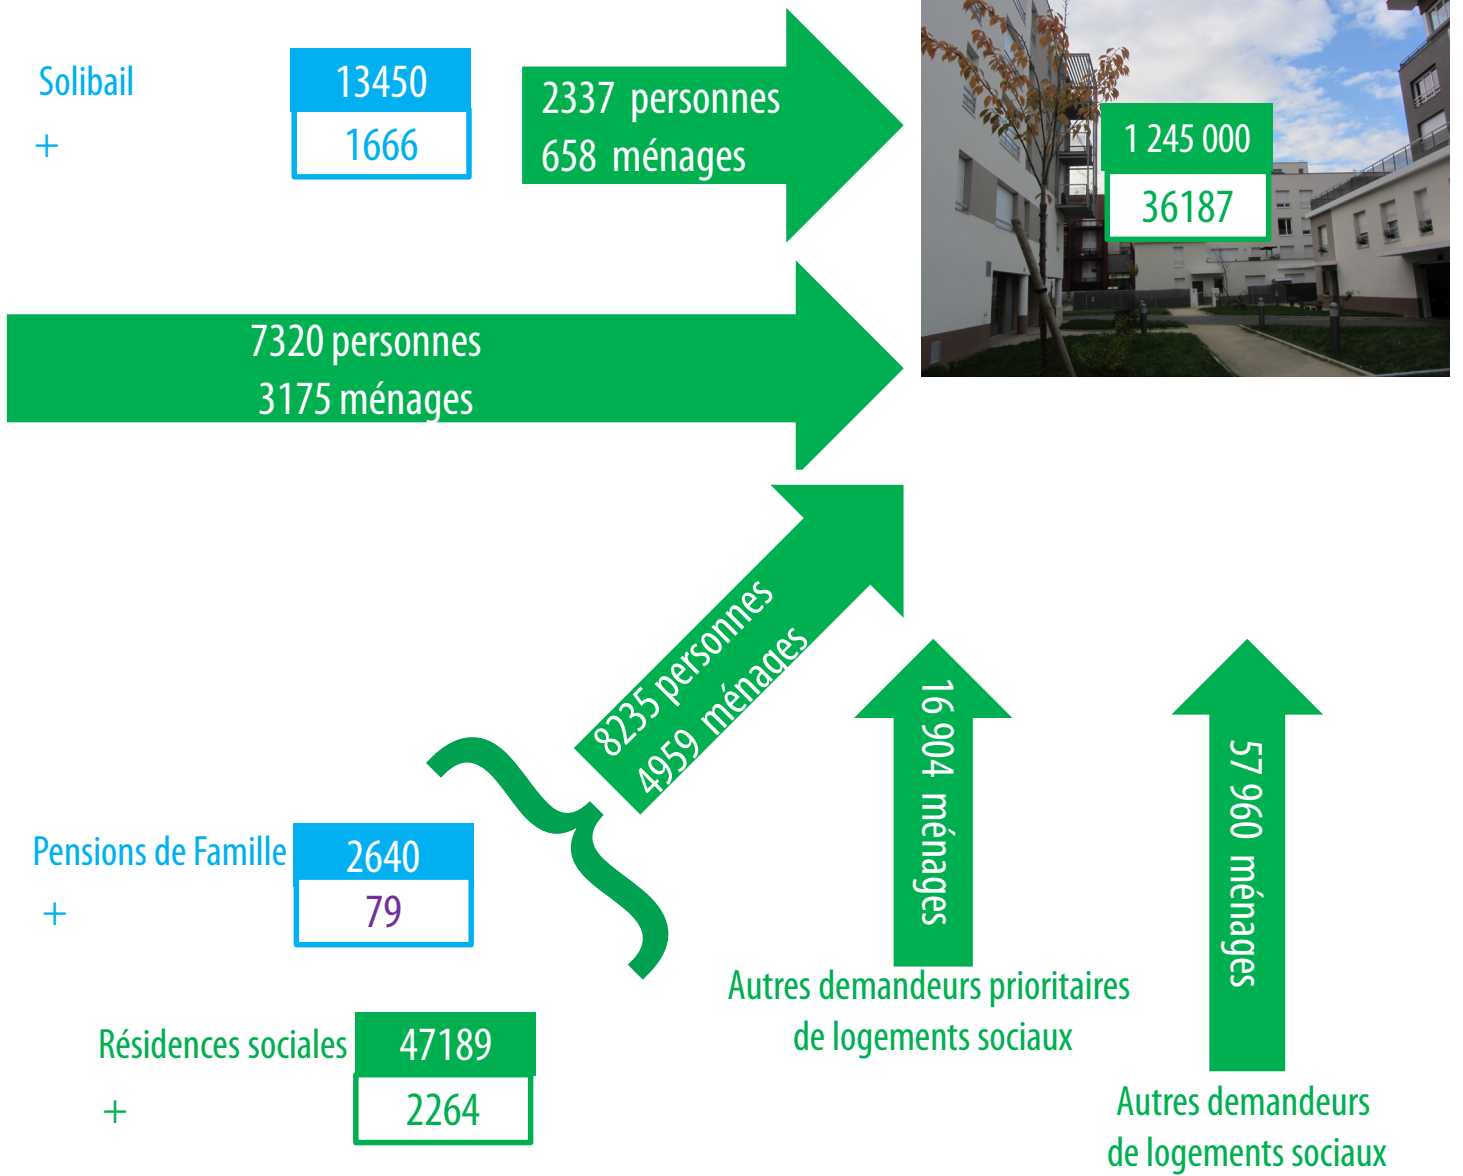 Solibail
+
13450
1666
2337 personnes
658 ménages
1 245 000
36187
7320 personnes
3175 ménages
8235 personnes
4959 ménages
16 904 ménages
57 960 ménages
Pensions de Famille
+
2640
79
Autres demandeurs prioritaires
de logements sociaux
Résidences sociales
+
47189
2264
Autres demandeurs
de logements sociaux